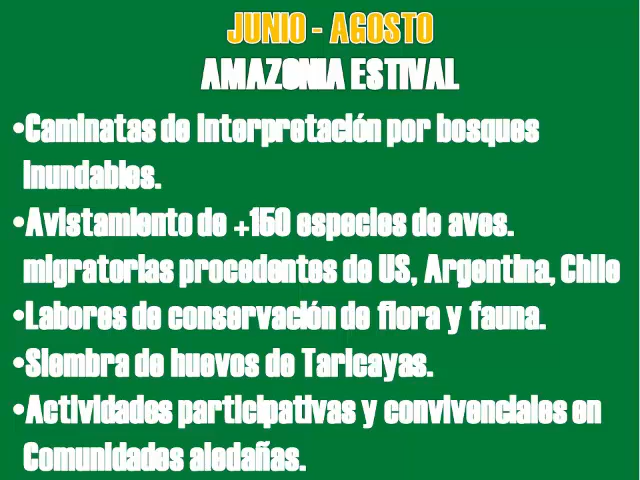 JUNIO - AGOSTO
AMAZONIA ESTIVAL
•Caminatas de interpretación por bosques
inundables.
•Avistamiento de +150 especies de aves.
migratorias procedentes de US, Argentina, Chile
•Labores de conservación de flora y fauna.
•Siembra de huevos de Taricayas.
•Actividades participativas y convivenciales en
Comunidades aledañas.